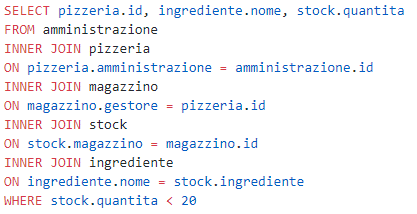 SELECT pizzeria.id, ingrediente.nome, stock.quantita
FROM amministrazione
INNER JOIN pizzeria
ON pizzeria.amministrazione = amministrazione.id
INNER JOIN magazzino
ON magazzino.gestore = pizzeria.id
INNER JOIN stock
ON stock.magazzino = magazzino.id
INNER JOIN ingrediente
ON ingrediente.nome = stock.ingrediente
WHERE stock.quantita < 20